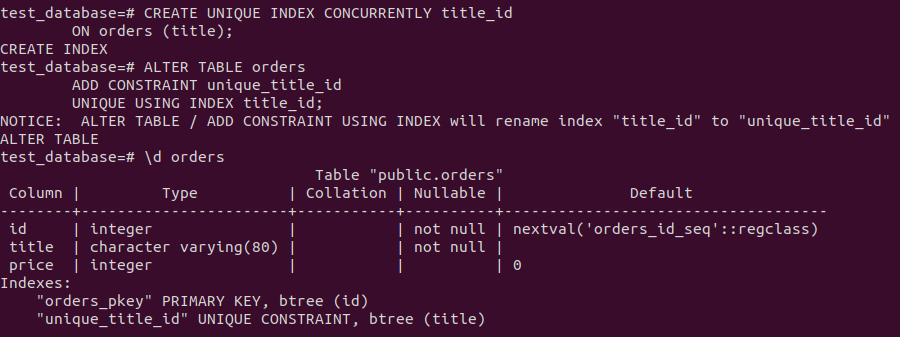 test_database=# CREATE UNIQUE INDEX CONCURRENTLY title_id
        ON orders (title);
CREATE INDEX
test_database=# ALTER TABLE orders
        ADD CONSTRAINT unique_title_id
        UNIQUE USING INDEX title_id;
NOTICE:  ALTER TABLE / ADD CONSTRAINT USING INDEX will rename index "title_id" to "unique_title_id"
ALTER TABLE
test_database=# \d orders
                                   Table "public.orders"
 Column |         Type          | Collation | Nullable |              Default               
--------+-----------------------+-----------+----------+------------------------------------
 id     | integer               |           | not null | nextval('orders_id_seq'::regclass)
 title  | character varying(80) |           | not null | 
 price  | integer               |           |          | 0
Indexes:
    "orders_pkey" PRIMARY KEY, btree (id)
    "unique_title_id" UNIQUE CONSTRAINT, btree (title)